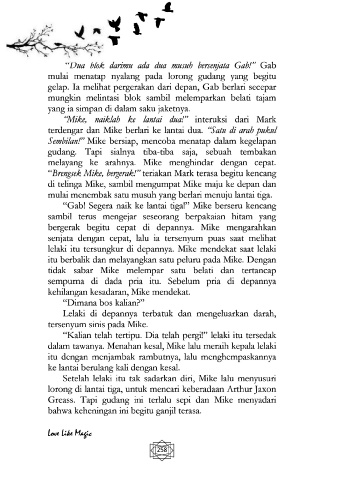 "Dua blok darimu ada dua musuh bersenjata Gab!" Gab
mulai menatap nyalang pada lorong gudang yang begitu
gelap. Ia melihat pergerakan dari depan, Gab berlari secepar
mungkin melintasi blok sambil melemparkan belati tajam
yang ia simpan di dalam saku jaketnya.
"Mike, naiklah ke lantai dua!" interuksi dari Mark
terdengar dan Mike berlari ke lantai dua. "Satu di arah pukul
Sembilan!" Mike bersiap, mencoba menatap dalam kegelapan
gudang. Tapi sialnya tiba-tiba saja, sebuah tembakan
melayang ke arahnya. Mike menghindar dengan cepat.
"Brengsek Mike, bergerak!" teriakan Mark terasa begitu kencang
di telinga Mike, sambil mengumpat Mike maju ke depan dan
mulai menembak satu musuh yang berlari menuju lantai tiga.
"Gab! Segera naik ke lantai tiga!" Mike berseru kencang
sambil terus mengejar seseorang berpakaian hitam yang
bergerak begitu cepat di depannya. Mike mengarahkan
senjata dengan cepat, lalu ia tersenyum puas saat melihat
lelaki itu tersungkur di depannya. Mike mendekat saat lelaki
itu berbalik dan melayangkan satu peluru pada Mike. Dengan
tidak sabar Mike melempar satu belati dan tertancap
sempurna di dada pria itu. Sebelum pria di depannya
kehilangan kesadaran, Mike mendekat.
"Dimana bos kalian?"
Lelaki di depannya terbatuk dan mengeluarkan darah,
tersenyum sinis pada Mike.
"Kalian telah tertipu. Dia telah pergi!" lelaki itu tersedak
dalam tawanya. Menahan kesal, Mike lalu meraih kepala lelaki
itu dengan menjambak rambutnya, lalu menghempaskannya
ke lantai berulang kali dengan kesal.
Setelah lelaki itu tak sadarkan diri, Mike lalu menyusuri
lorong di lantai tiga, untuk mencari keberadaan Arthur Jaxon
Greass. Tapi gudang ini terlalu sepi dan Mike menyadari
bahwa keheningan ini begitu ganjil terasa.
Love Like Magic
258